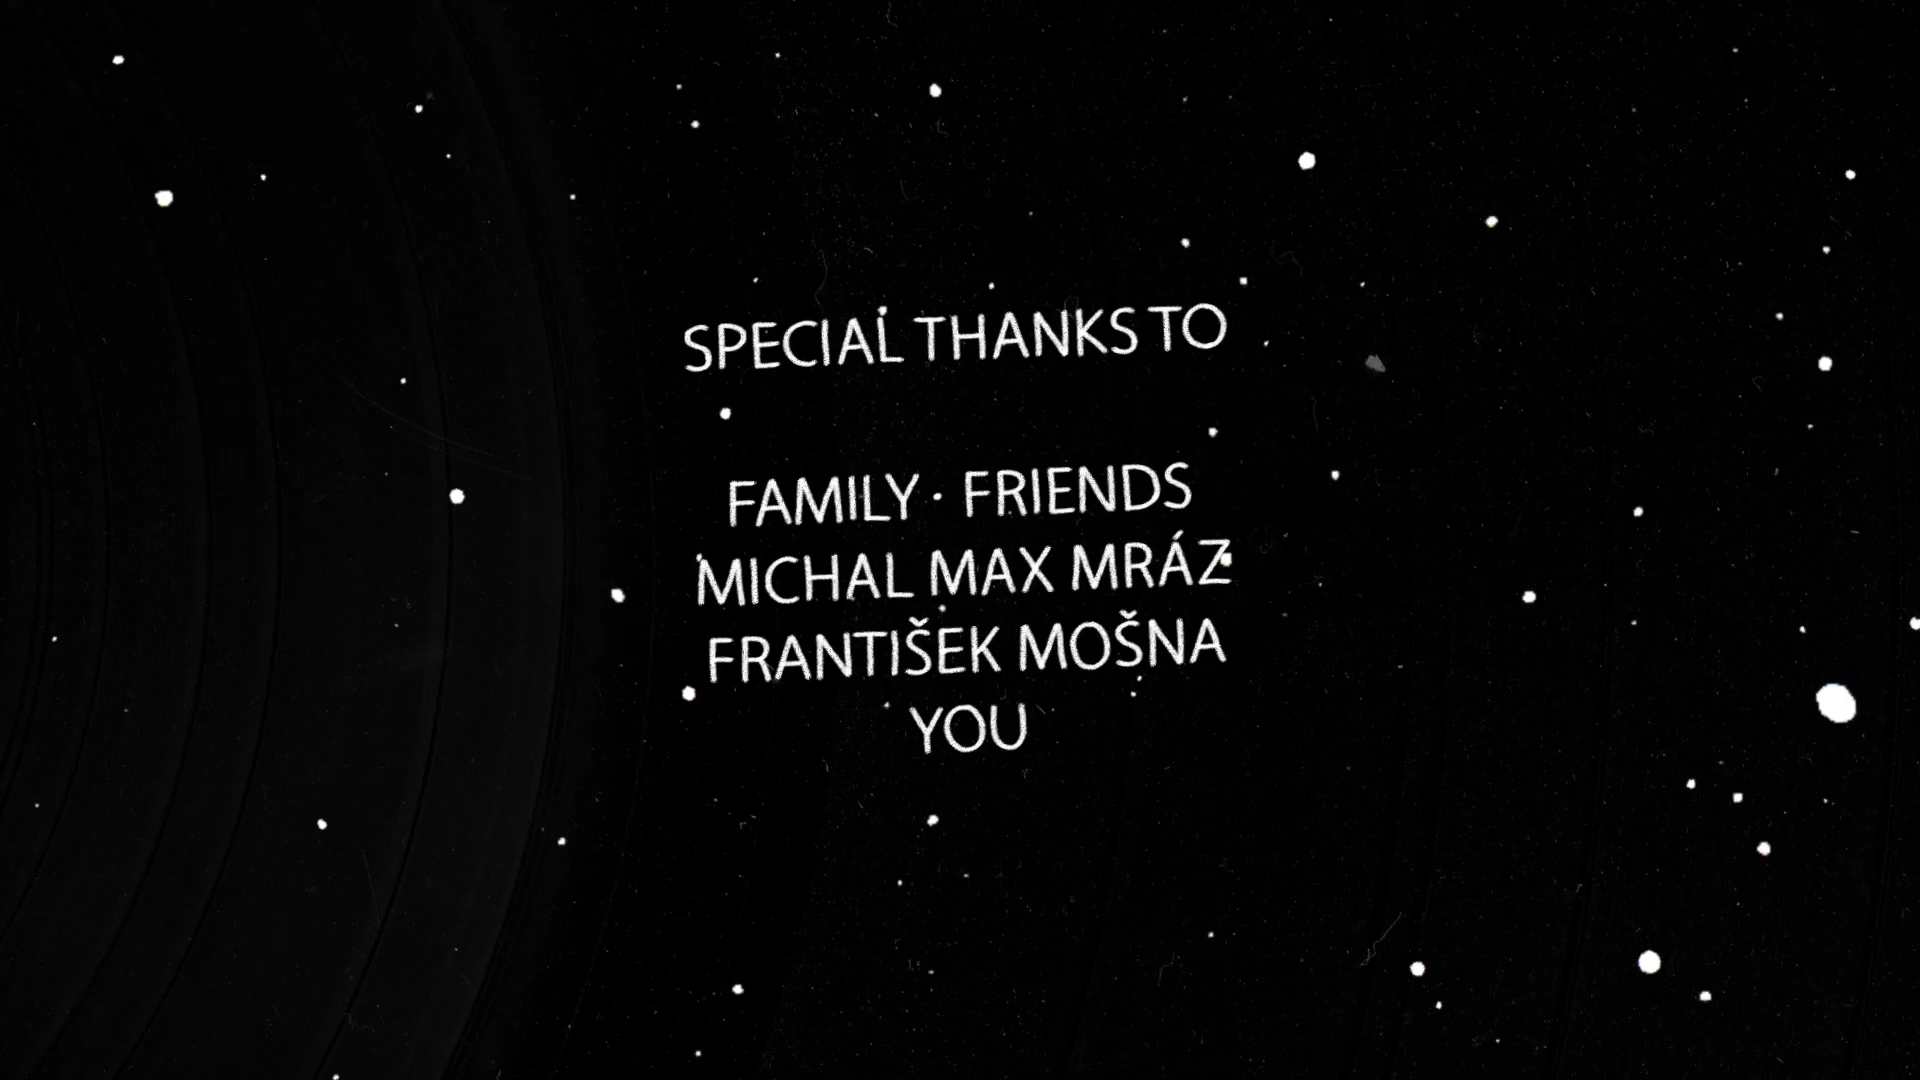 SPECIAL THANKS TO
FAMILY · FRIENDS
MICHAL MAX MRÁZ
FRANTIŠEK MOŠNA
YOU